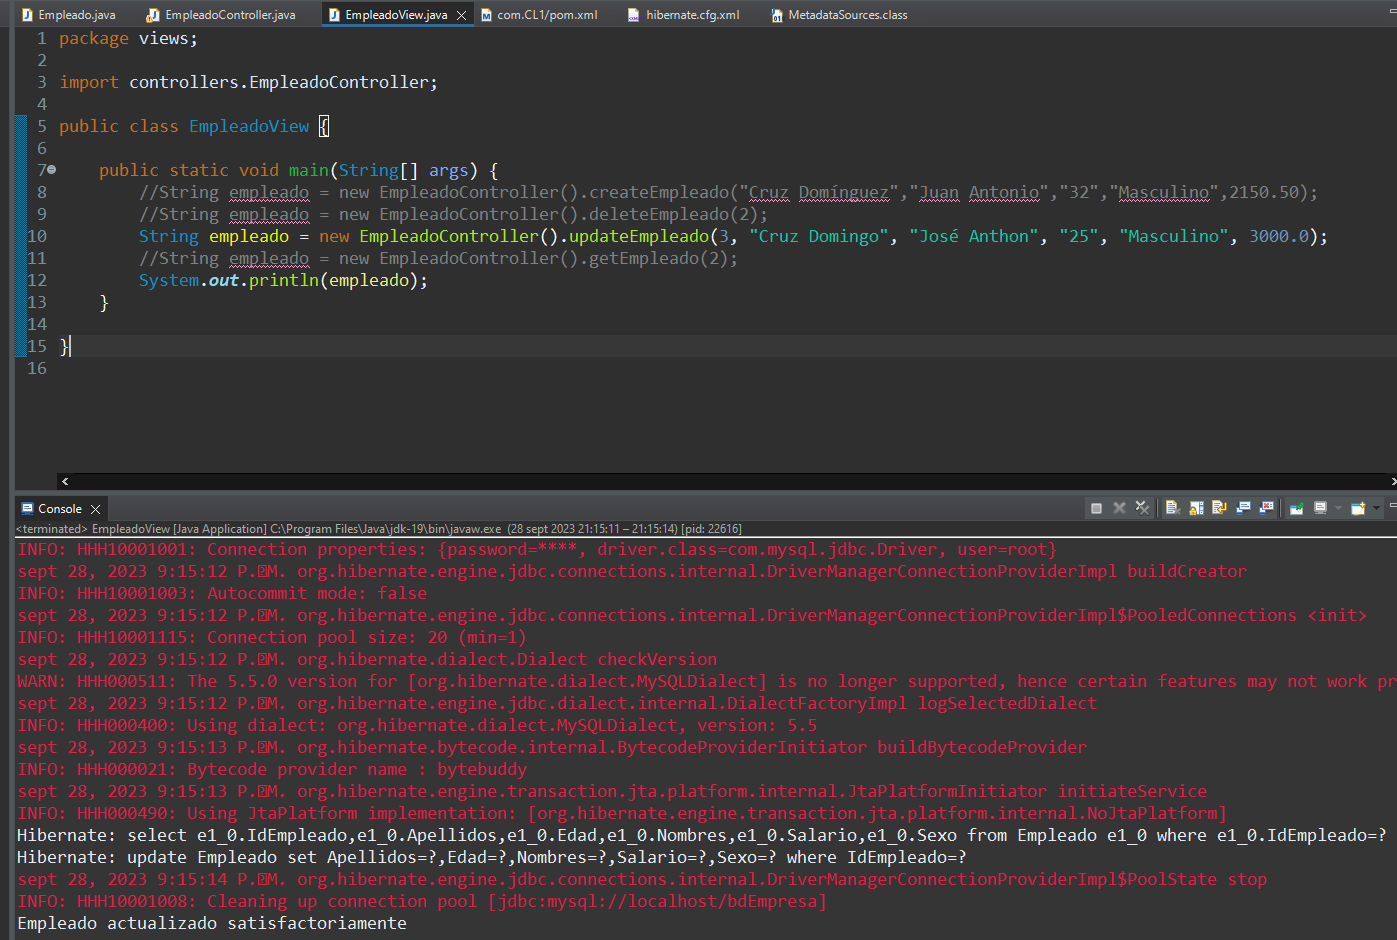 Empleado.java EmpleadoController.java EmpleadoView.java com.CL1/pom.xml hibernate.cfg.xml MetadataSources.class
1 package views;
2
3 import controllers.EmpleadoController;
4
5 public class EmpleadoView {
6
7 public static void main(String[] args) {
8 //String empleado = new EmpleadoController().createEmpleado("Cruz Domínguez","Juan Antonio","32","Masculino",2150.50);
9 //String empleado = new EmpleadoController().deleteEmpleado(2);
10 String empleado = new EmpleadoController().updateEmpleado(3, "Cruz Domingo", "José Anthon", "25", "Masculino", 3000.0);
11 //String empleado = new EmpleadoController().getEmpleado(2);
12 System.out.println(empleado);
13 }
14
15 }
16
Console
<terminated> EmpleadoView [Java Application] C:\Program Files\Java\jdk-19\bin\javaw.exe (28 sept 2023 21:15:11 – 21:15:14) [pid: 22616]
INFO: HHH10001001: Connection properties: {password=****, driver.class=com.mysql.jdbc.Driver, user=root}
sept 28, 2023 9:15:12 P. M. org.hibernate.engine.jdbc.connections.internal.DriverManagerConnectionProviderImpl buildCreator
INFO: HHH10001003: Autocommit mode: false
sept 28, 2023 9:15:12 P. M. org.hibernate.engine.jdbc.connections.internal.DriverManagerConnectionProviderImpl$PooledConnections <init>
INFO: HHH10001115: Connection pool size: 20 (min=1)
sept 28, 2023 9:15:12 P. M. org.hibernate.dialect.Dialect checkVersion
WARN: HHH000511: The 5.5.0 version for [org.hibernate.dialect.MySQLDialect] is no longer supported, hence certain features may not work pr
sept 28, 2023 9:15:12 P. M. org.hibernate.engine.jdbc.dialect.internal.DialectFactoryImpl logSelectedDialect
INFO: HHH000400: Using dialect: org.hibernate.dialect.MySQLDialect, version: 5.5
sept 28, 2023 9:15:13 P. M. org.hibernate.bytecode.internal.BytecodeProviderInitiator buildBytecodeProvider
INFO: HHH000021: Bytecode provider name : bytebuddy
sept 28, 2023 9:15:13 P. M. org.hibernate.engine.transaction.jta.platform.internal.JtaPlatformInitiator initiateService
INFO: HHH000490: Using JtaPlatform implementation: [org.hibernate.engine.transaction.jta.platform.internal.NoJtaPlatform]
Hibernate: select e1_0.IdEmpleado,e1_0.Apellidos,e1_0.Edad,e1_0.Nombres,e1_0.Salario,e1_0.Sexo from Empleado e1_0 where e1_0.IdEmpleado=?
Hibernate: update Empleado set Apellidos=?,Edad=?,Nombres=?,Salario=?,Sexo=? where IdEmpleado=?
sept 28, 2023 9:15:14 P. M. org.hibernate.engine.jdbc.connections.internal.DriverManagerConnectionProviderImpl$PoolState stop
INFO: HHH10001008: Cleaning up connection pool [jdbc:mysql://localhost/bdEmpresa]
Empleado actualizado satisfactoriamente